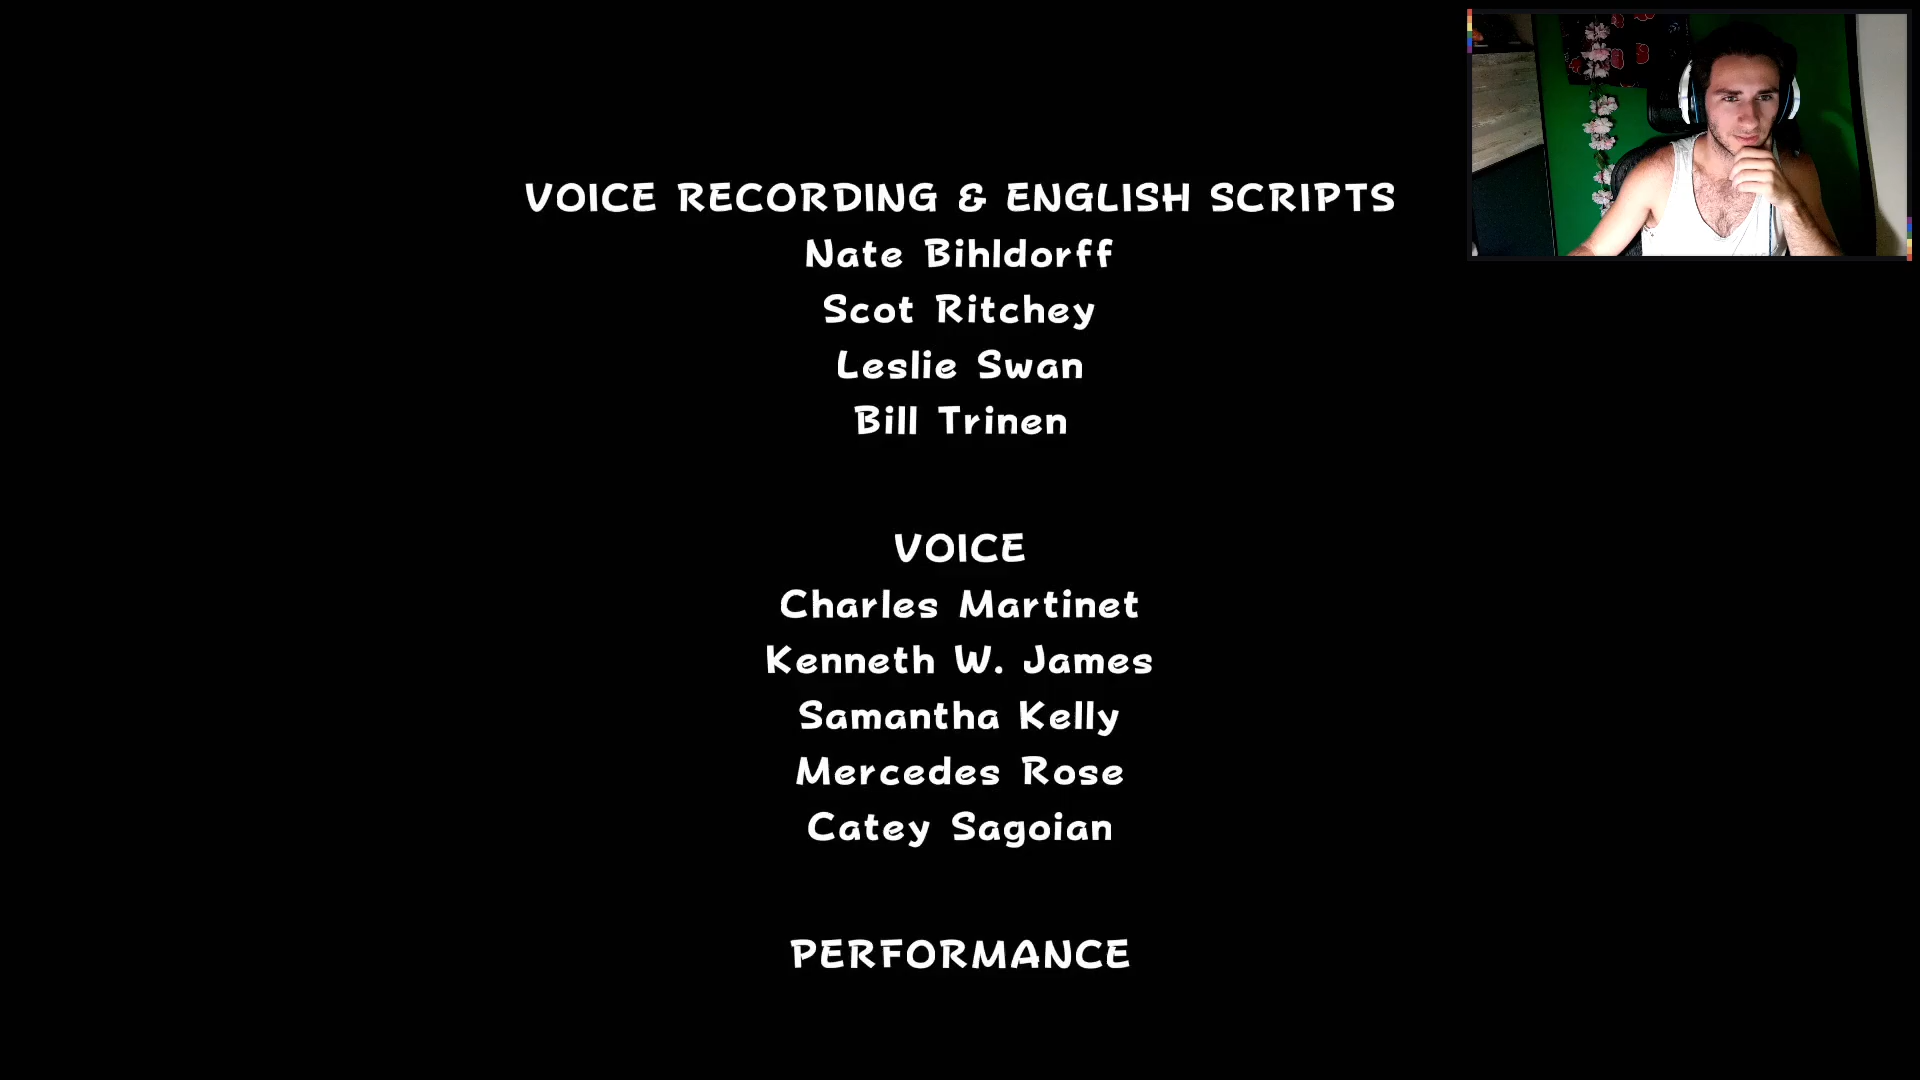 VOICE RECORDING & ENGLISH SCRIPTS
Nate Bihldorff
Scot Ritchey
Leslie Swan
Bill Trinen
VOICE
Charles Martinet
Kenneth W. James
Samantha Kelly
Mercedes Rose
Catey Sagoian
PERFORMANCE